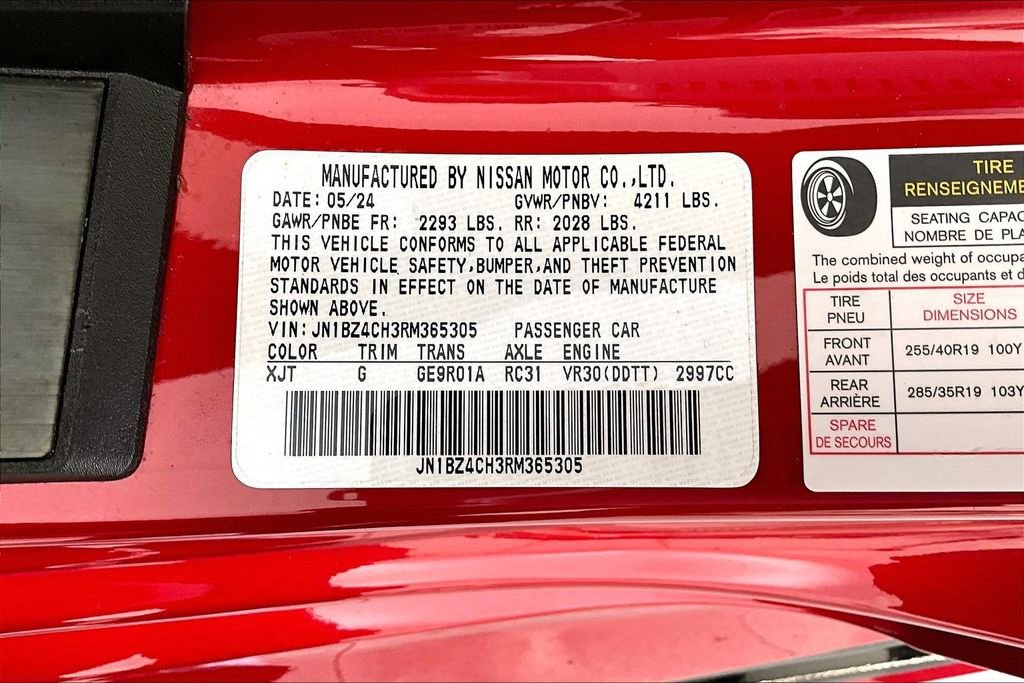 MANUFACTURED BY NISSAN MOTOR CO.,LTD.
DATE: 05/24 GVWR/PNBV: 4211 LBS.
GAWR/PNBE FR: 2293 LBS. RR: 2028 LBS.
THIS VEHICLE CONFORMS TO ALL APPLICABLE FEDERAL
MOTOR VEHICLE SAFETY,BUMPER,AND THEFT PREVENTION
STANDARDS IN EFFECT ON THE DATE OF MANUFACTURE
SHOWN ABOVE.
VIN:JN1BZ4CH3RM365305 PASSENGER CAR
COLOR TRIM TRANS AXLE ENGINE
XJT G GE9R01A RC31 VR30(DDTT) 2997CC
JN1BZ4CH3RM365305
TIRE
RENSEIGNEME
SEATING CAPAC
NOMBRE DE PLA
The combined weight of occupa
Le poids total des occupants et d
TIRE SIZE
PNEU DIMENSIONS
FRONT
AVANT 255/40R19 100Y
REAR
ARRIÈRE 285/35R19 103Y
SPARE
DE SECOURS